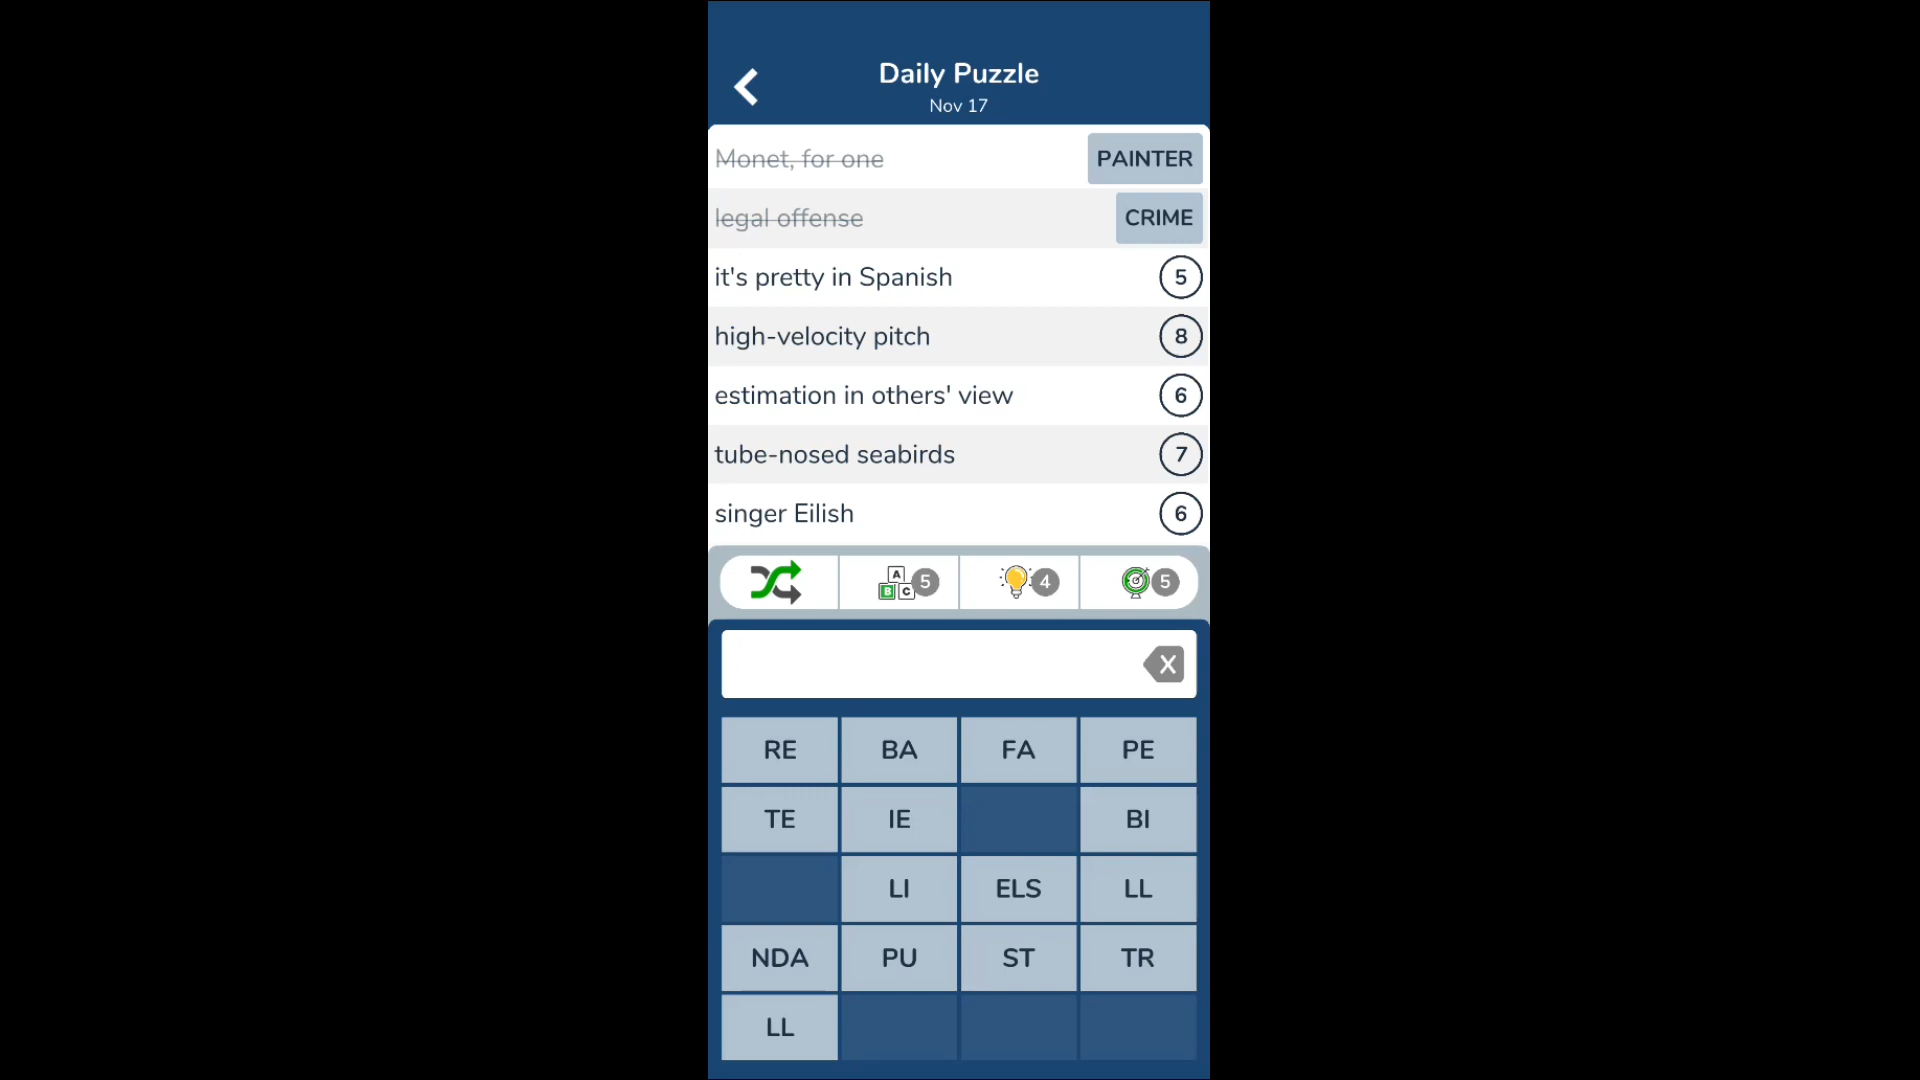 Daily Puzzle
Nov 17
Monet, for one PAINTER
legal offense CRIME
it's pretty in Spanish 5
high-velocity pitch 8
estimation in others' view 6
tube-nosed seabirds 7
singer Eilish 6
A B C 5 4 5
X
RE BA FA PE
TE IE BI
LI ELS LL
NDA PU ST TR
LL